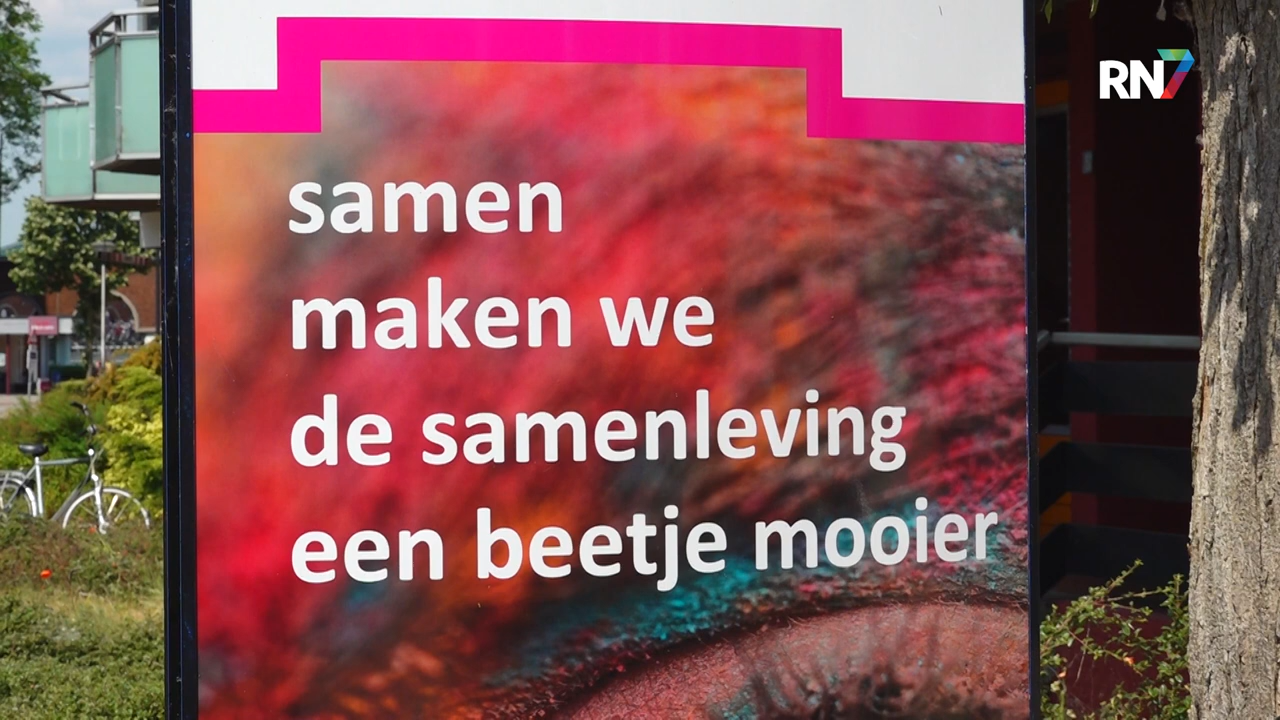 RN7
samen
maken we
de samenleving
een beetje mooier